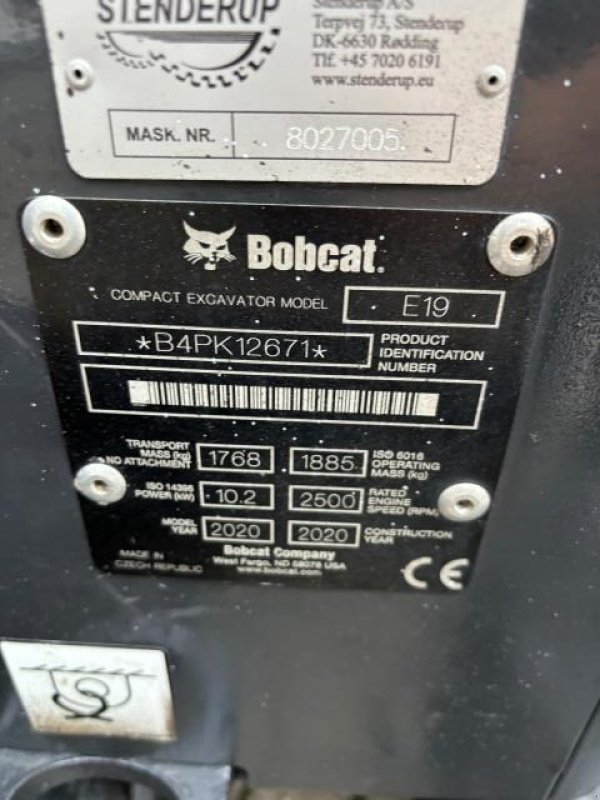 STENDERUP
Stenderup A/S
Terpvej 73, Stenderup
DK-6630 Rødding
Tlf. +45 7020 6191
www.stenderup.eu
MASK. NR. 8027005
Bobcat.
COMPACT EXCAVATOR MODEL E19
*B4PK12671* PRODUCT
IDENTIFICATION
NUMBER
TRANSPORT
MASS (kg)
NO ATTACHMENT 1768
1885 ISO 6016
OPERATING
MASS (kg)
ISO 14396
POWER (kW) 10.2
2500 RATED
ENGINE
SPEED (RPM)
MODEL
YEAR 2020
2020 CONSTRUCTION
YEAR
MADE IN
CZECH REPUBLIC
Bobcat Company
West Fargo, ND 58078 USA
www.bobcat.com
CE